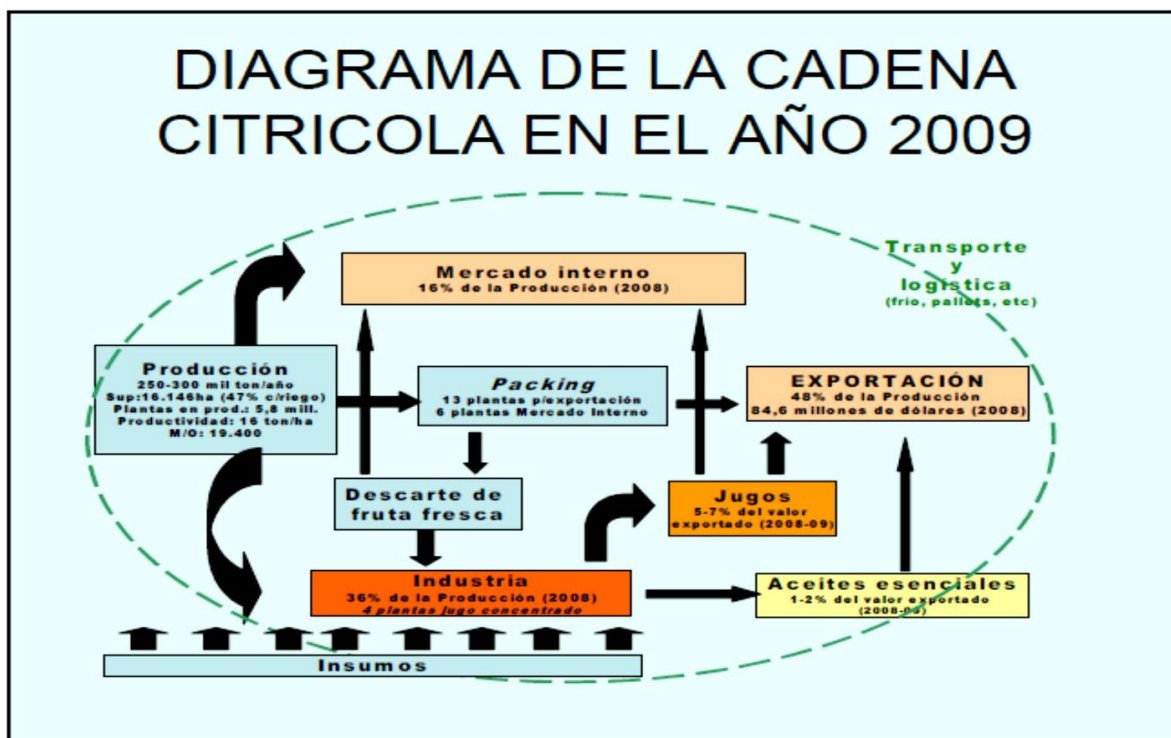 DIAGRAMA DE LA CADENA
CITRICOLA EN EL AÑO 2009
Transporte
y
logística
(frio, pallets, etc)
Mercado interno
16% de la Producción (2008)
Producción
250-300 mil ton/año
Sup:16.146ha (47% c/riego)
Plantas en prod.: 5,8 mill.
Productividad: 16 ton/ha
M/O: 19.400
Packing
13 plantas p/exportación
6 plantas Mercado Interno
EXPORTACIÓN
48% de la Producción
84,6 millones de dólares (2008)
Descarte de
fruta fresca
Jugos
5-7% del valor
exportado (2008-09)
Industria
36% de la Producción (2008)
4 plantas jugo concentrado
Aceites esenciales
1-2% del valor exportado
(2008-09)
Insumos